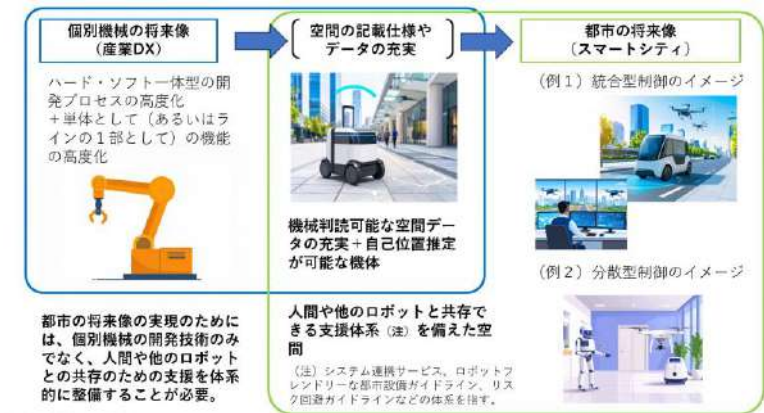 個別機械の将来像
（産業DX）
ハード・ソフト一体型の開
発プロセスの高度化
＋単体として（あるいはラ
インの１部として）の機能
の高度化
都市の将来像の実現のために
は、個別機械の開発技術のみ
でなく、人間や他のロボット
との共存のための支援を体系
的に整備することが必要。
空間の記載仕様や
データの充実
機械判読可能な空間デー
タの充実＋自己位置推定
が可能な機体
人間や他のロボットと共存で
きる支援体系（注）を備えた空
間
（注）システム連携サービス、ロボットフ
レンドリーな都市設備ガイドライン、リス
ク回避ガイドラインなどの体系を指す。
都市の将来像
（スマートシティ）
（例１）統合型制御のイメージ
（例２）分散型制御のイメージ